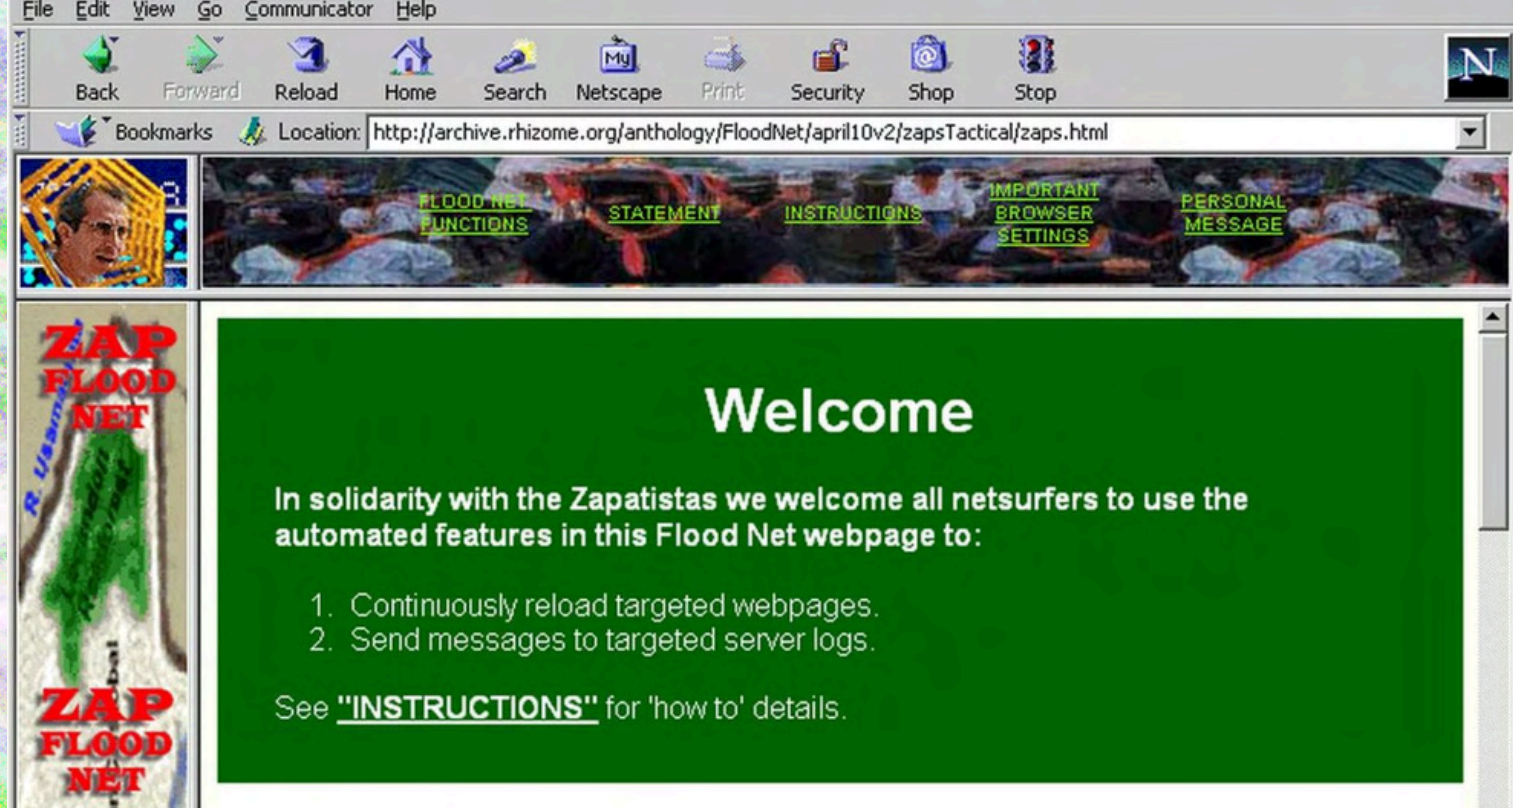 File Edit View Go Communicator Help
My
Back Forward Reload Home Search Netscape Print Security Shop Stop
N
Bookmarks Location: http://archive.rhizome.org/anthology/FloodNet/april10v2/zapsTactical/zaps.html
FLOOD NET
FUNCTIONS
STATEMENT
INSTRUCTIONS
IMPORTANT
BROWSER
SETTINGS
PERSONAL
MESSAGE
ZAP
FLOOD
NET
ZAP
FLOOD
NET
Welcome
In solidarity with the Zapatistas we welcome all netsurfers to use the
automated features in this Flood Net webpage to:
1. Continuously reload targeted webpages.
2. Send messages to targeted server logs.
See "INSTRUCTIONS" for 'how to' details.